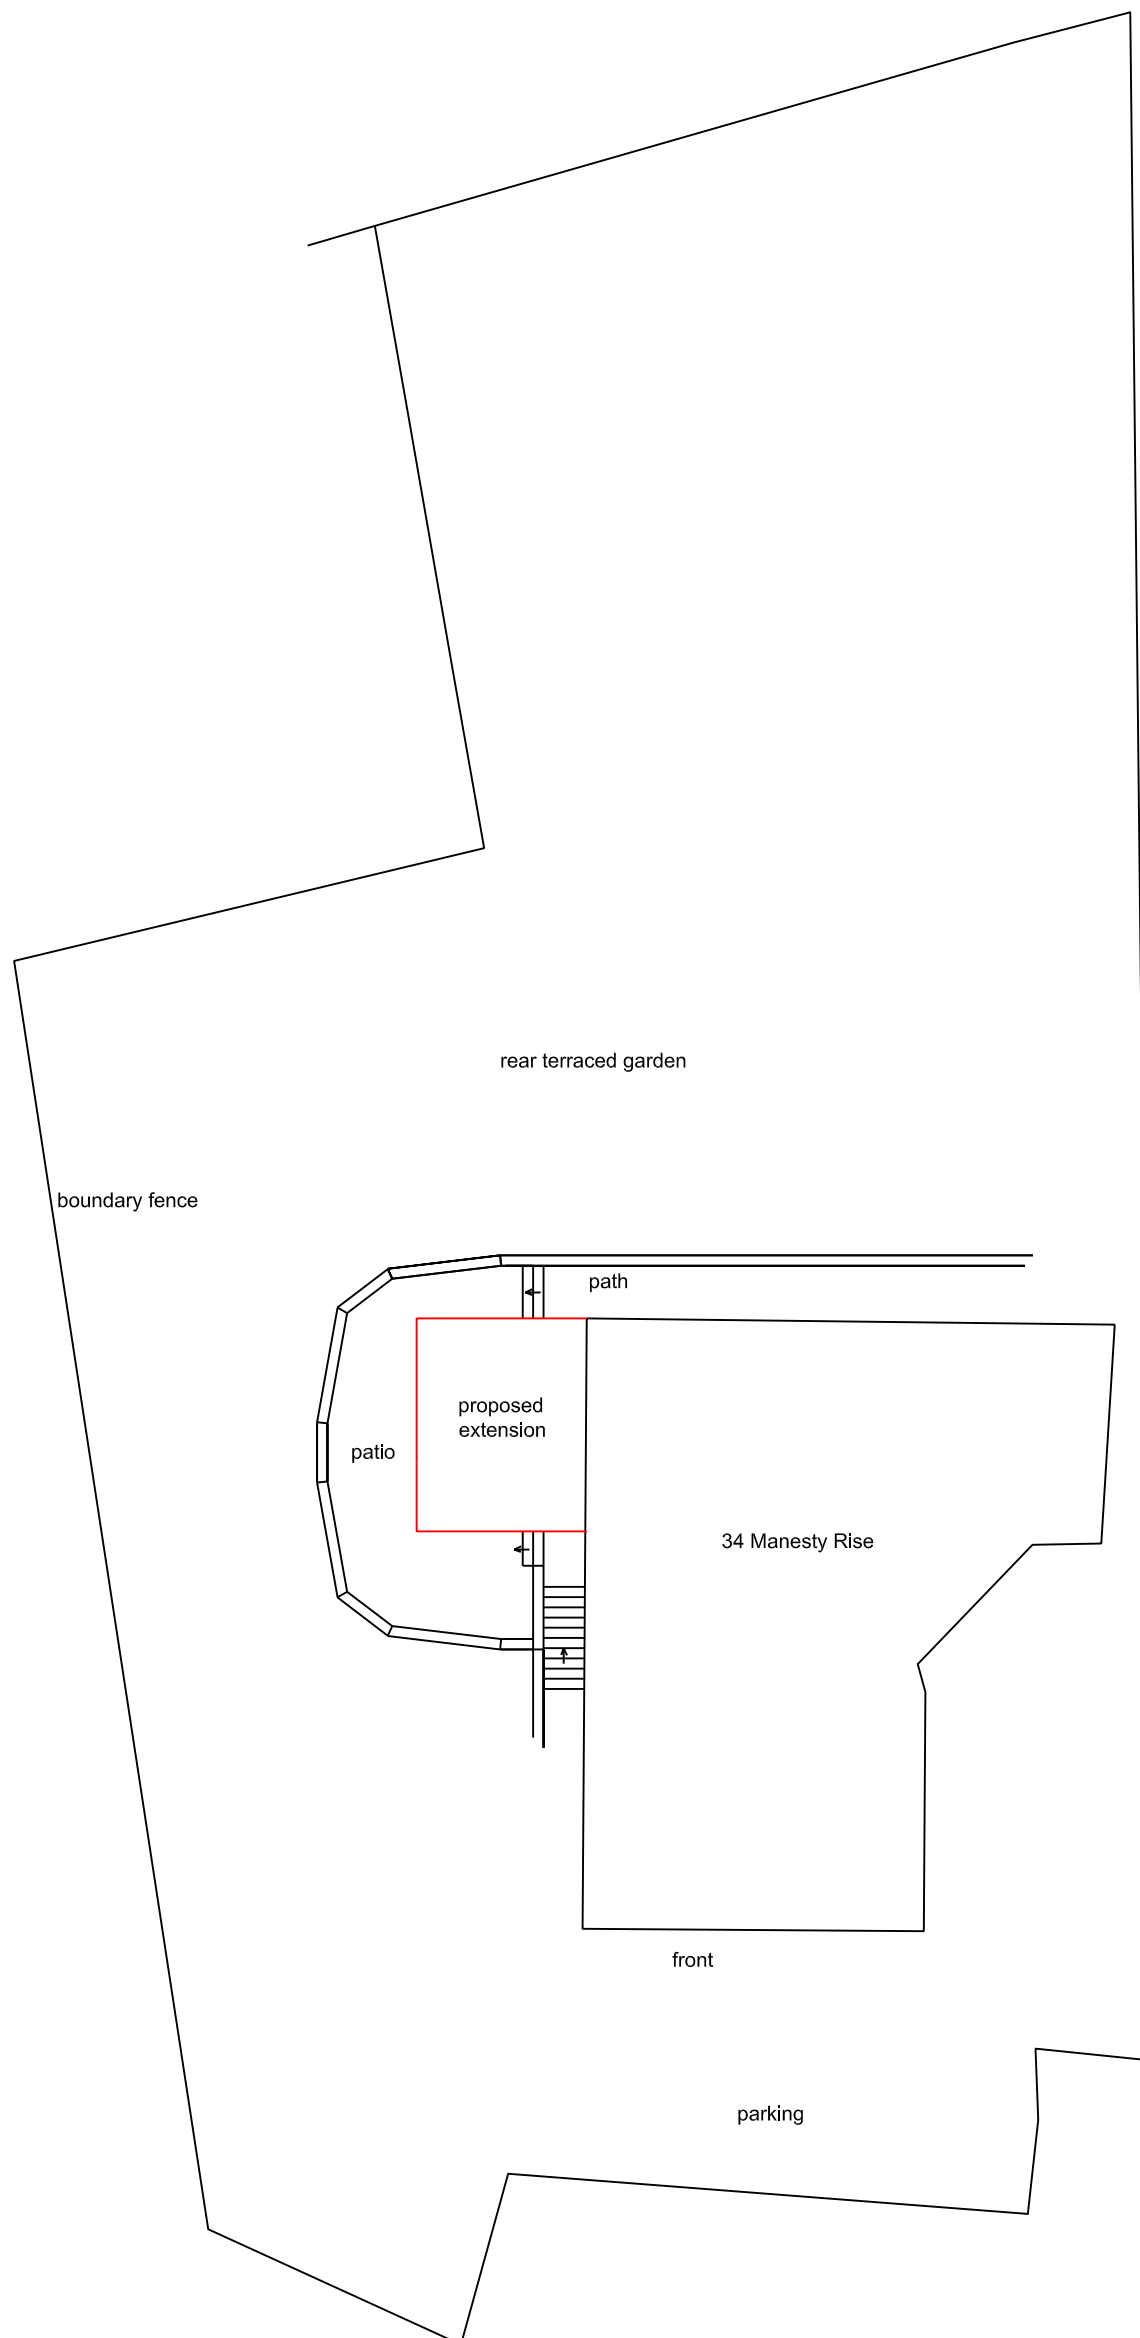 rear terraced garden
boundary fence
path
proposed
extension
patio
34 Manesty Rise
front
parking